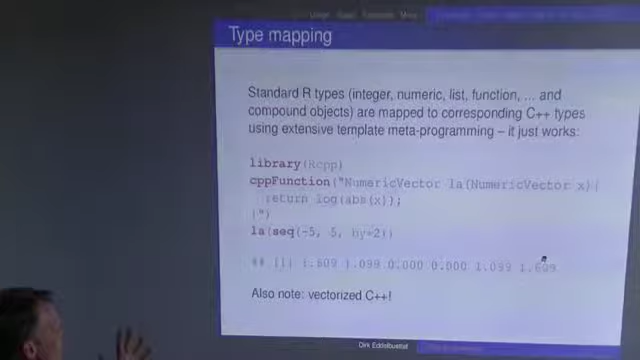 Type mapping
Standard R types (integer, numeric, list, function, ... and
compound objects) are mapped to corresponding C++ types
using extensive template meta-programming – it just works:
library(Rcpp)
cppFunction("NumericVector la(NumericVector x){
return log(abs(x));
}")
la(seq(-5, 5, by=2))
## [1] 1.609 1.099 0.000 0.000 1.099 1.609
Also note: vectorized C++!
Dirk Eddelbuettel